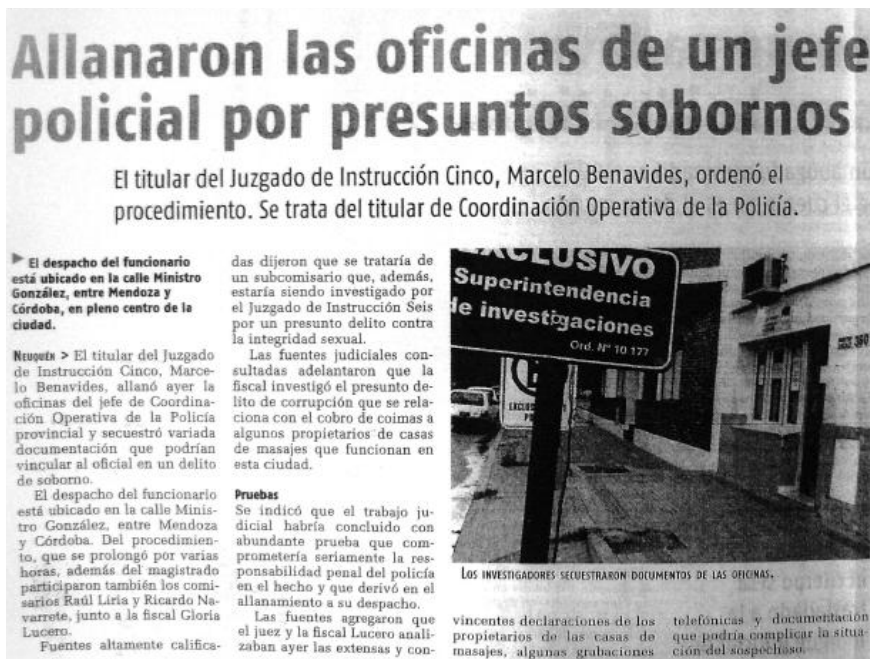 Allanaron las oficinas de un jefe
policial por presuntos sobornos
El titular del Juzgado de Instrucción Cinco, Marcelo Benavides, ordenó el
procedimiento. Se trata del titular de Coordinación Operativa de la Policía.
El despacho del funcionario
está ubicado en la calle Ministro
González, entre Mendoza y
Córdoba, en pleno centro de la
ciudad.
NEUQUÉN > El titular del Juzgado
de Instrucción Cinco, Marce-
lo Benavides, allanó ayer la
oficinas del jefe de Coordina-
ción Operativa de la Policía
provincial y secuestró variada
documentación que podrían
vincular al oficial en un delito
de soborno.
El despacho del funcionario
está ubicado en la calle Minis-
tro González, entre Mendoza
y Córdoba. Del procedimien-
to, que se prolongó por varias
horas, además del magistrado
participaron también los comi-
sarios Raúl Liria y Ricardo Na-
varrete, junto a la fiscal Gloria
Lucero.
Fuentes altamente califica-
das dijeron que se trataría de
un subcomisario que, además,
estaría siendo investigado por
el Juzgado de Instrucción Seis
por un presunto delito contra
la integridad sexual.
Las fuentes judiciales con-
sultadas adelantaron que la
fiscal investigó el presunto de-
lito de corrupción que se rela-
ciona con el cobro de coimas a
algunos propietarios de casas
de masajes que funcionan en
esta ciudad.
Pruebas
Se indicó que el trabajo ju-
dicial habría concluido con
abundante prueba que com-
prometería seriamente la res-
ponsabilidad penal del policía
en el hecho y que derivó en el
allanamiento a su despacho.
Las fuentes agregaron que
el juez y la fiscal Lucero anali-
zaban ayer las extensas y con-
EXCLUSIVO
Superintendencia
de investigaciones
Ord. Nº 10.177
LOS INVESTIGADORES SECUESTRARON DOCUMENTOS DE LAS OFICINAS.
vincentes declaraciones de los
propietarios de las casas de
masajes, algunas grabaciones
telefónicas y documentación
que podría complicar la situa-
ción del sospechoso.